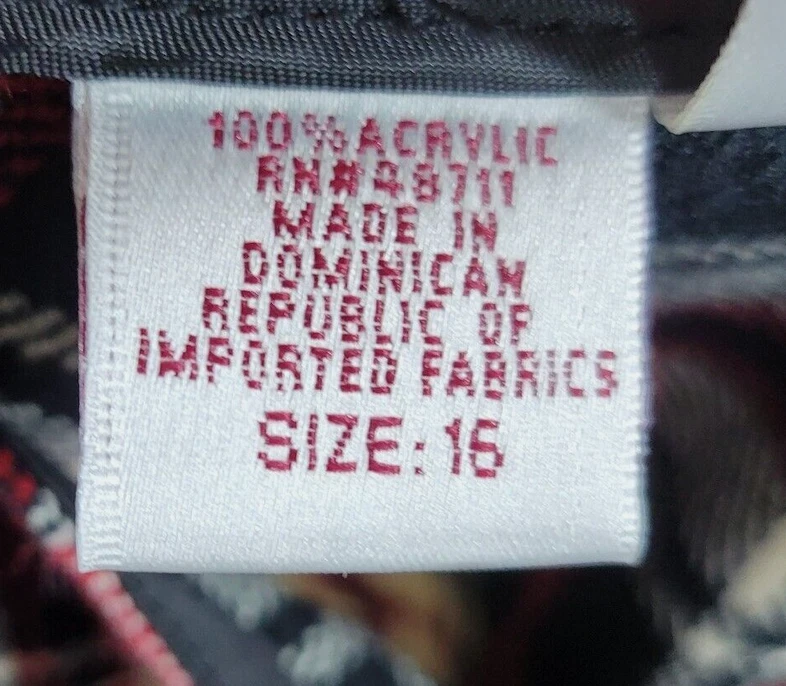 100% ACRYLIC
RN#48711
MADE IN
DOMINICAN
REPUBLIC OF
IMPORTED FABRICS
SIZE: 16